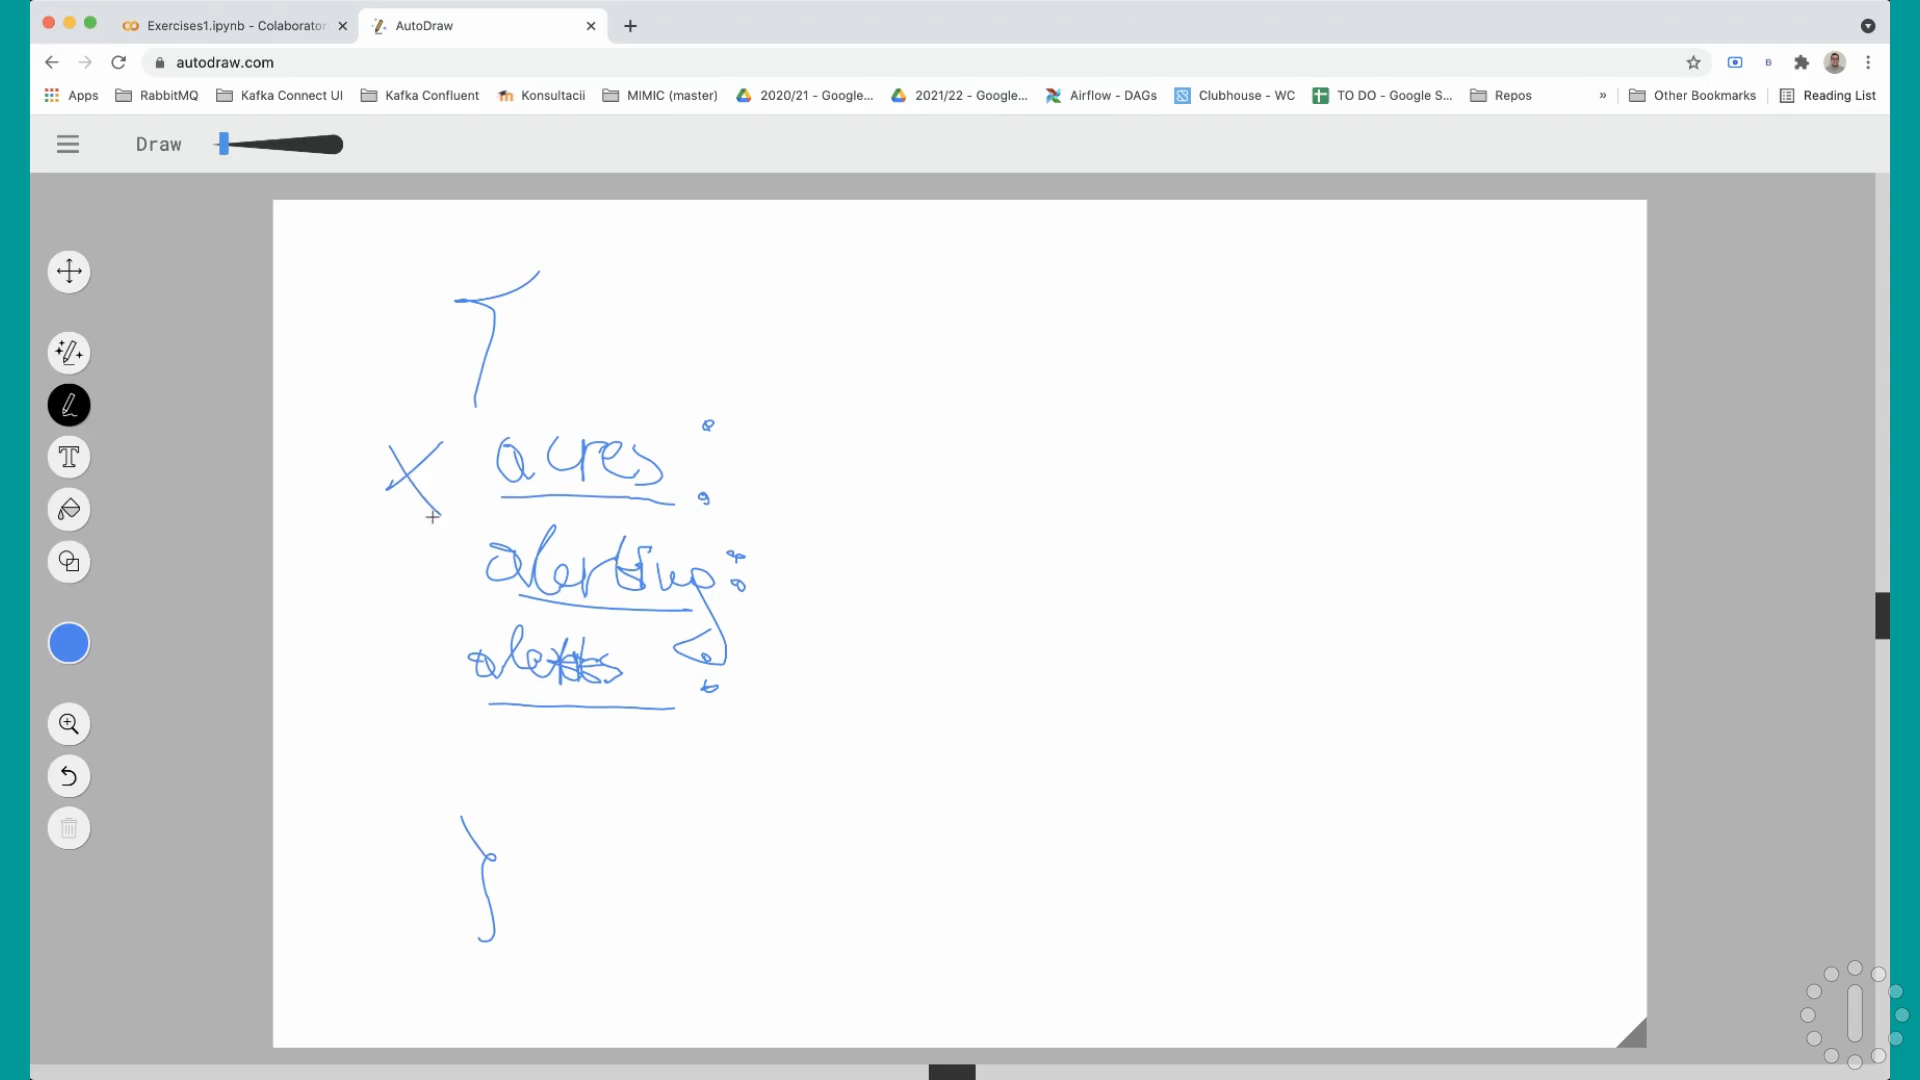 Exercises1.ipynb - Colaborator
AutoDraw
autodraw.com
Apps
RabbitMQ
Kafka Connect UI
Kafka Confluent
Konsultacii
MIMIC (master)
2020/21 - Google...
2021/22 - Google...
Airflow - DAGs
Clubhouse - WC
TO DO - Google S...
Repos
»
Other Bookmarks
Reading List
Draw
X acres :
alerting :
}